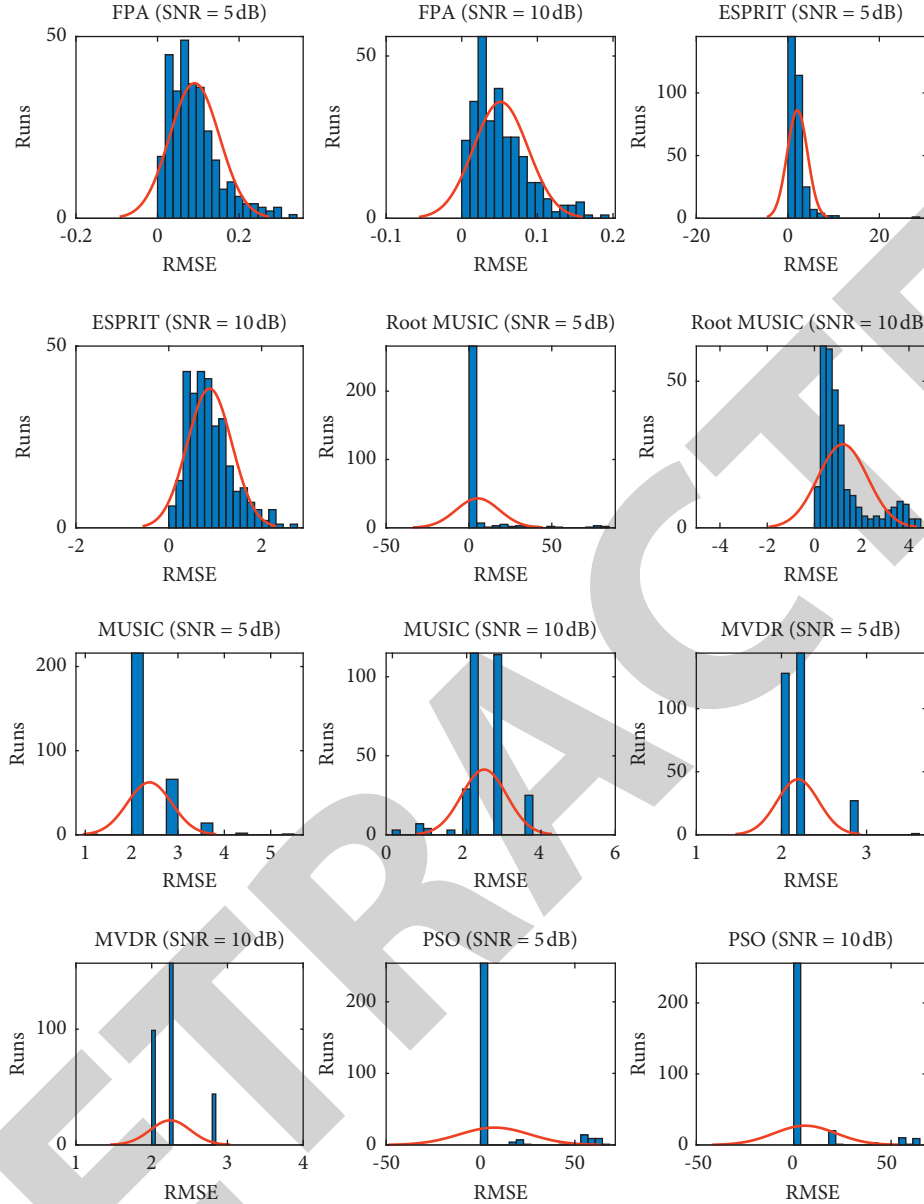 FPA (SNR = 5 dB)
50
Runs
0
-0.2
0
0.2
RMSE
FPA (SNR = 10 dB)
50
Runs
0
-0.1
0
0.1
0.2
RMSE
ESPRIT (SNR = 5 dB)
100
50
Runs
0
-20
0
20
RMSE
ESPRIT (SNR = 10 dB)
50
Runs
0
-2
0
2
RMSE
Root MUSIC (SNR = 5 dB)
200
100
Runs
0
-50
0
50
RMSE
Root MUSIC (SNR = 10 dB)
50
Runs
0
-4
-2
0
2
4
RMSE
MUSIC (SNR = 5 dB)
200
100
Runs
0
1
2
3
4
5
RMSE
MUSIC (SNR = 10 dB)
100
50
Runs
0
0
2
4
6
RMSE
MVDR (SNR = 5 dB)
100
50
Runs
0
1
2
3
RMSE
MVDR (SNR = 10 dB)
100
Runs
0
1
2
3
4
RMSE
PSO (SNR = 5 dB)
200
100
Runs
0
-50
0
50
RMSE
PSO (SNR = 10 dB)
200
100
Runs
0
-50
0
50
RMSE
ETRACTE